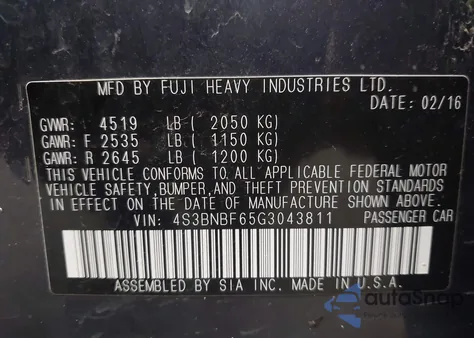 MFD BY FUJI HEAVY INDUSTRIES LTD.
DATE: 02/16
GVWR: 4519 LB ( 2050 KG)
GAWR: F 2535 LB ( 1150 KG)
GAWR: R 2645 LB ( 1200 KG)
THIS VEHICLE CONFORMS TO ALL APPLICABLE FEDERAL MOTOR
VEHICLE SAFETY,BUMPER,AND THEFT PREVENTION STANDARDS
IN EFFECT ON THE DATE OF MANUFACTURE SHOWN ABOVE.
VIN: 4S3BNBF65G3043811 PASSENGER CAR
ASSEMBLED BY SIA INC. MADE IN U.S.A.
autoSnap